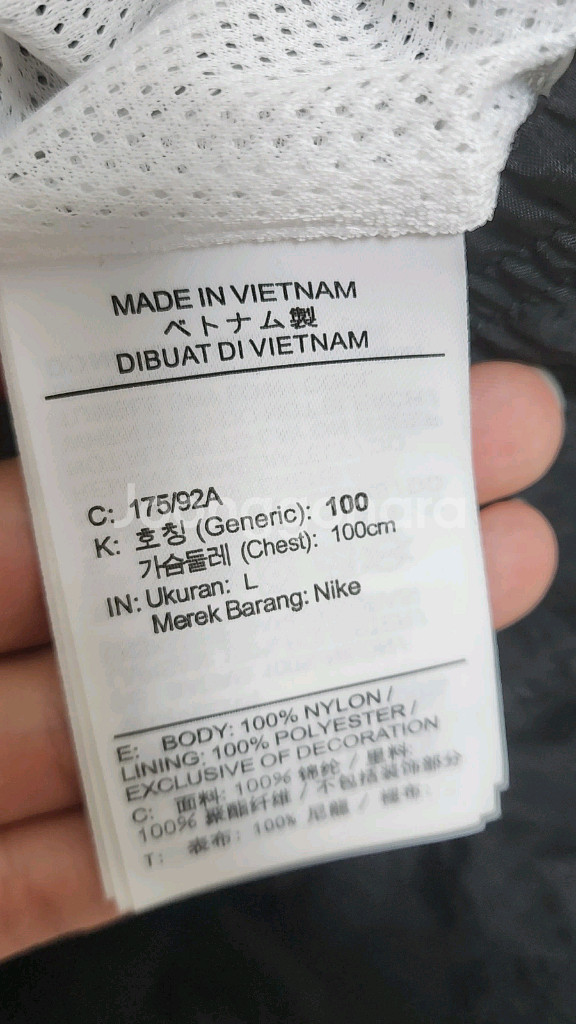 MADE IN VIETNAM
ベトナム製
DIBUAT DI VIETNAM
C: 175/92A
K: 호칭 (Generic): 100
가슴둘레 (Chest): 100cm
IN: Ukuran: L
Merek Barang: Nike
E: BODY: 100% NYLON /
LINING: 100% POLYESTER /
EXCLUSIVE OF DECORATION
C: 面料: 100% 锦纶 / 里料:
100% 聚酯纤维 / 不包括装饰部分
T: 表布: 100% 尼龍 / 裡布:
Joonggonara